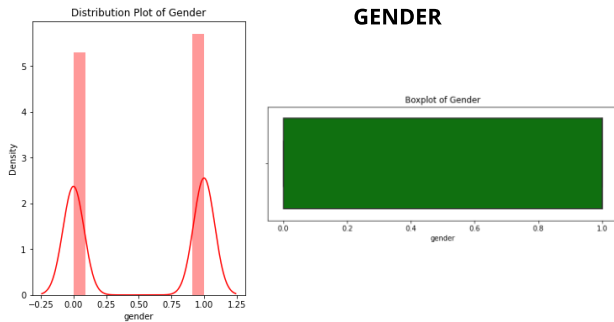 GENDER
Distribution Plot of Gender
Density
5
4
3
2
1
0
−0.25 0.00 0.25 0.50 0.75 1.00 1.25
gender
Boxplot of Gender
0.0 0.2 0.4 0.6 0.8 1.0
gender